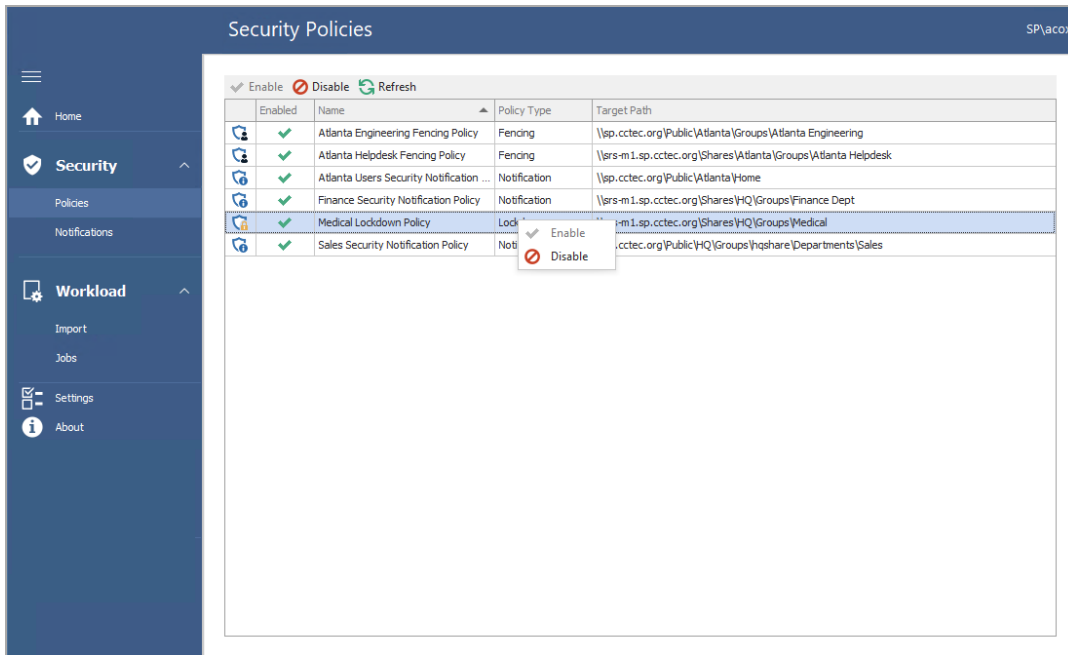 Security Policies
SP\acox
Home
Security
Policies
Notifications
Workload
Import
Jobs
Settings
About
Enable Disable Refresh
Enabled Name Policy Type Target Path
Atlanta Engineering Fencing Policy Fencing \\sp.cctec.org\Public\Atlanta\Groups\Atlanta Engineering
Atlanta Helpdesk Fencing Policy Fencing \\srs-m1.sp.cctec.org\Shares\Atlanta\Groups\Atlanta Helpdesk
Atlanta Users Security Notification ... Notification \\sp.cctec.org\Public\Atlanta\Home
Finance Security Notification Policy Notification \\srs-m1.sp.cctec.org\Shares\HQ\Groups\Finance Dept
Medical Lockdown Policy s-m1.sp.cctec.org\Shares\HQ\Groups\Medical
Sales Security Notification Policy Noti .cctec.org\Public\HQ\Groups\hqshare\Departments\Sales
Enable
Disable